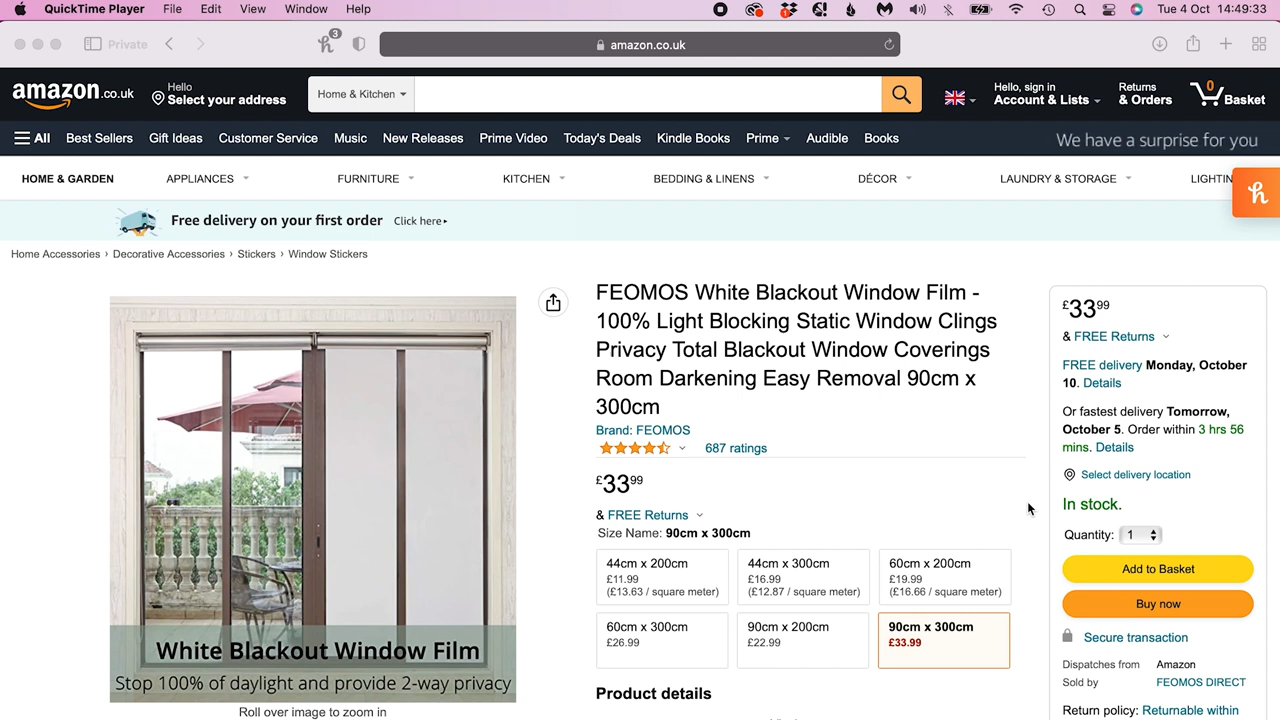 QuickTime Player File Edit View Window Help Tue 4 Oct 14:49:33
Private 3 amazon.co.uk
amazon.co.uk Hello Select your address Home & Kitchen Hello, sign in Account & Lists Returns & Orders 0 Basket
All Best Sellers Gift Ideas Customer Service Music New Releases Prime Video Today's Deals Kindle Books Prime Audible Books We have a surprise for you
HOME & GARDEN APPLIANCES FURNITURE KITCHEN BEDDING & LINENS DÉCOR LAUNDRY & STORAGE LIGHTIN
Free delivery on your first order Click here
Home Accessories › Decorative Accessories › Stickers › Window Stickers
White Blackout Window Film
Stop 100% of daylight and provide 2-way privacy
Roll over image to zoom in
FEOMOS White Blackout Window Film -
100% Light Blocking Static Window Clings
Privacy Total Blackout Window Coverings
Room Darkening Easy Removal 90cm x
300cm
Brand: FEOMOS
687 ratings
£3399
& FREE Returns
Size Name: 90cm x 300cm
44cm x 200cm
£11.99
(£13.63 / square meter)
44cm x 300cm
£16.99
(£12.87 / square meter)
60cm x 200cm
£19.99
(£16.66 / square meter)
60cm x 300cm
£26.99
90cm x 200cm
£22.99
90cm x 300cm
£33.99
Product details
£3399
& FREE Returns
FREE delivery Monday, October
10. Details
Or fastest delivery Tomorrow,
October 5. Order within 3 hrs 56
mins. Details
Select delivery location
In stock.
Quantity: 1
Add to Basket
Buy now
Secure transaction
Dispatches from Amazon
Sold by FEOMOS DIRECT
Return policy: Returnable within